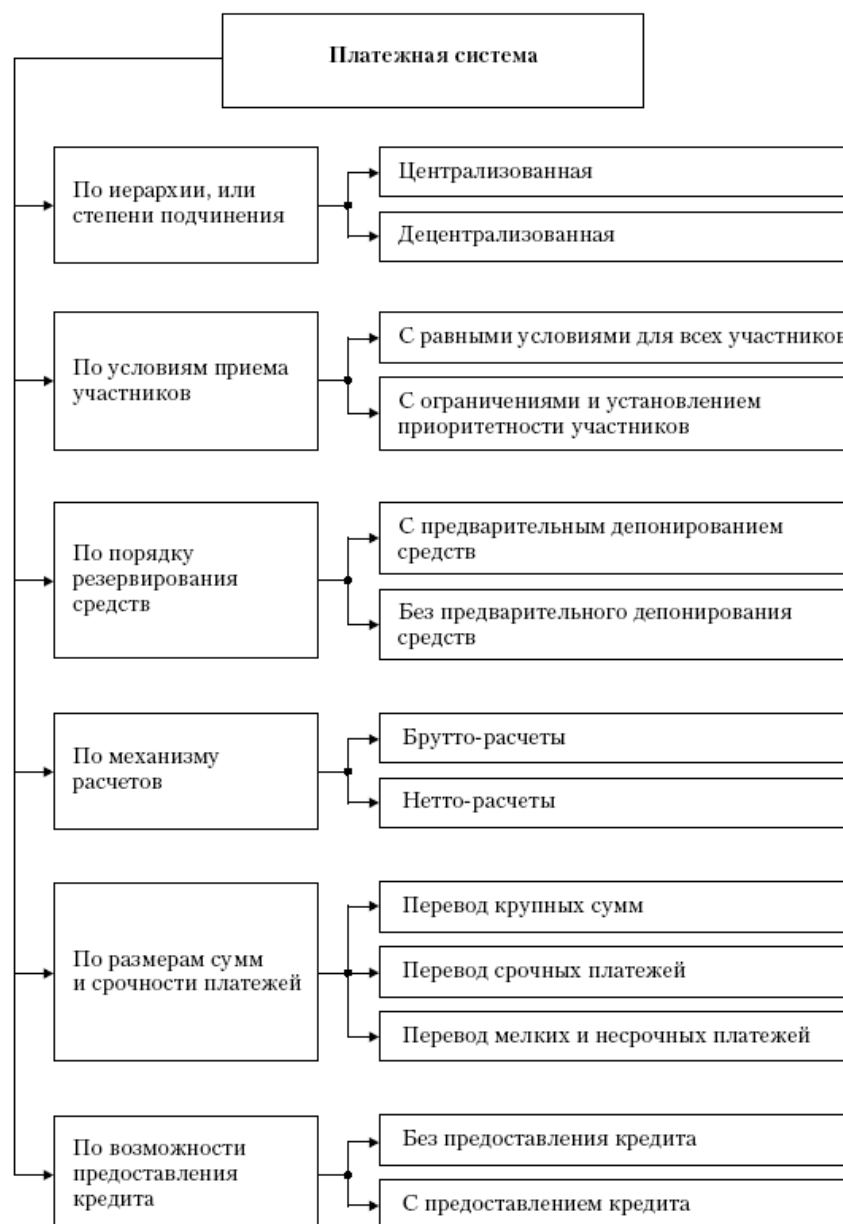 Платежная система
По иерархии, или
степени подчинения
Централизованная
Децентрализованная
По условиям приема
участников
С равными условиями для всех участников
С ограничениями и установлением
приоритетности участников
По порядку
резервирования
средств
С предварительным депонированием
средств
Без предварительного депонирования
средств
По механизму
расчетов
Брутто-расчеты
Нетто-расчеты
По размерам сумм
и срочности платежей
Перевод крупных сумм
Перевод срочных платежей
Перевод мелких и несрочных платежей
По возможности
предоставления
кредита
Без предоставления кредита
С предоставлением кредита